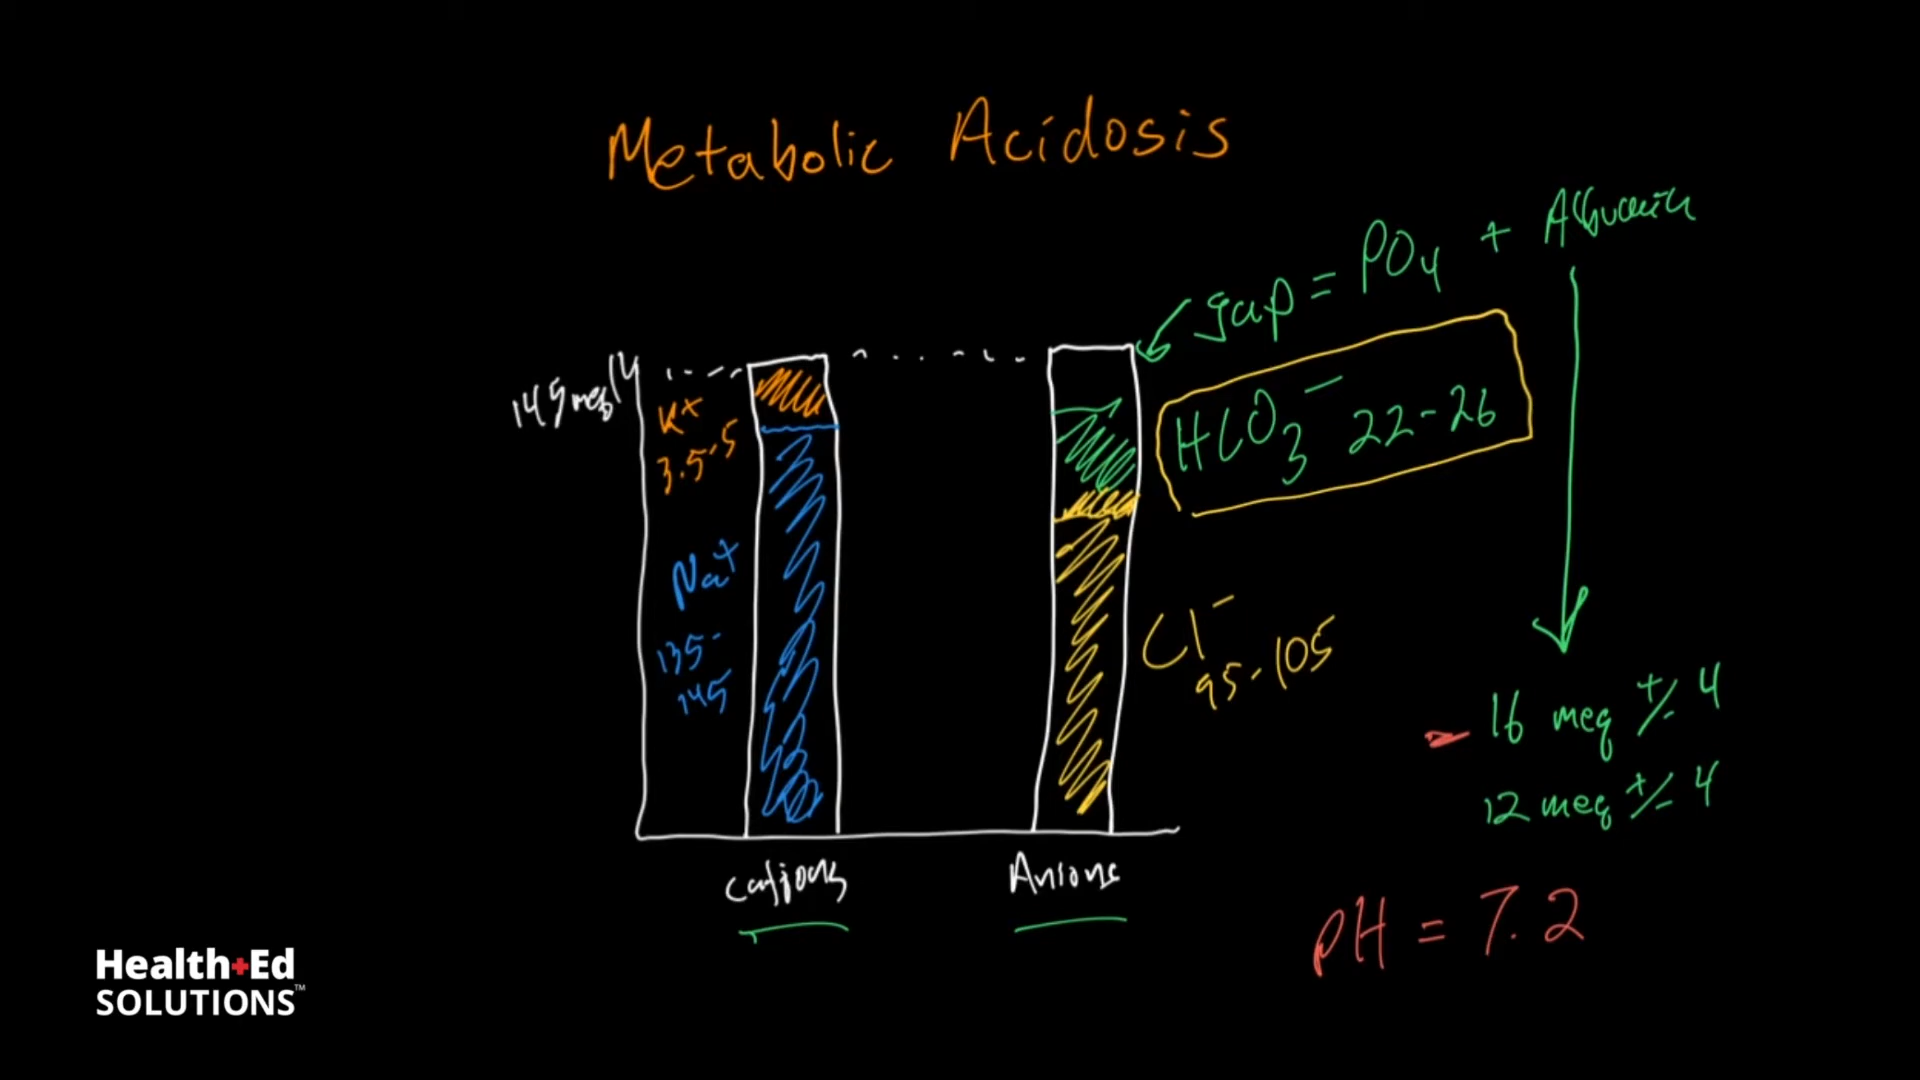 Metabolic Acidosis
gap = PO4 + Albumin
145 meq/L
K+
3.5-5
HCO3- 22-26
Na+
135-
145
Cl-
95-105
16 meq +/- 4
12 meq +/- 4
Cations
Anions
pH = 7.2
Health+Ed
SOLUTIONS™